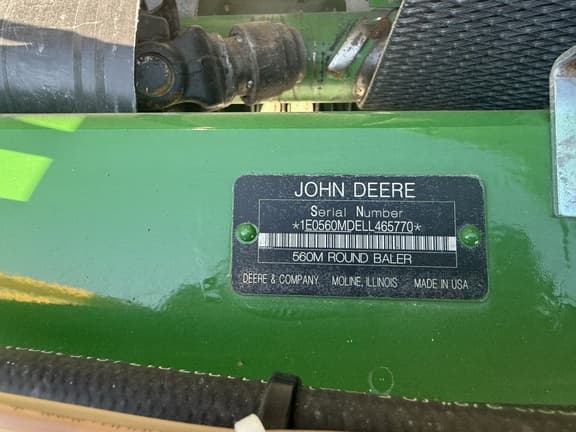 JOHN DEERE
Serial Number
*1E0560MDELL465770*
560M ROUND BALER
DEERE & COMPANY MOLINE, ILLINOIS MADE IN USA